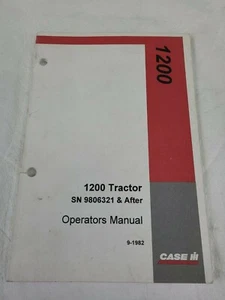 1200
1200 Tractor
SN 9806321 & After
Operators Manual
9-1982
CASE IH